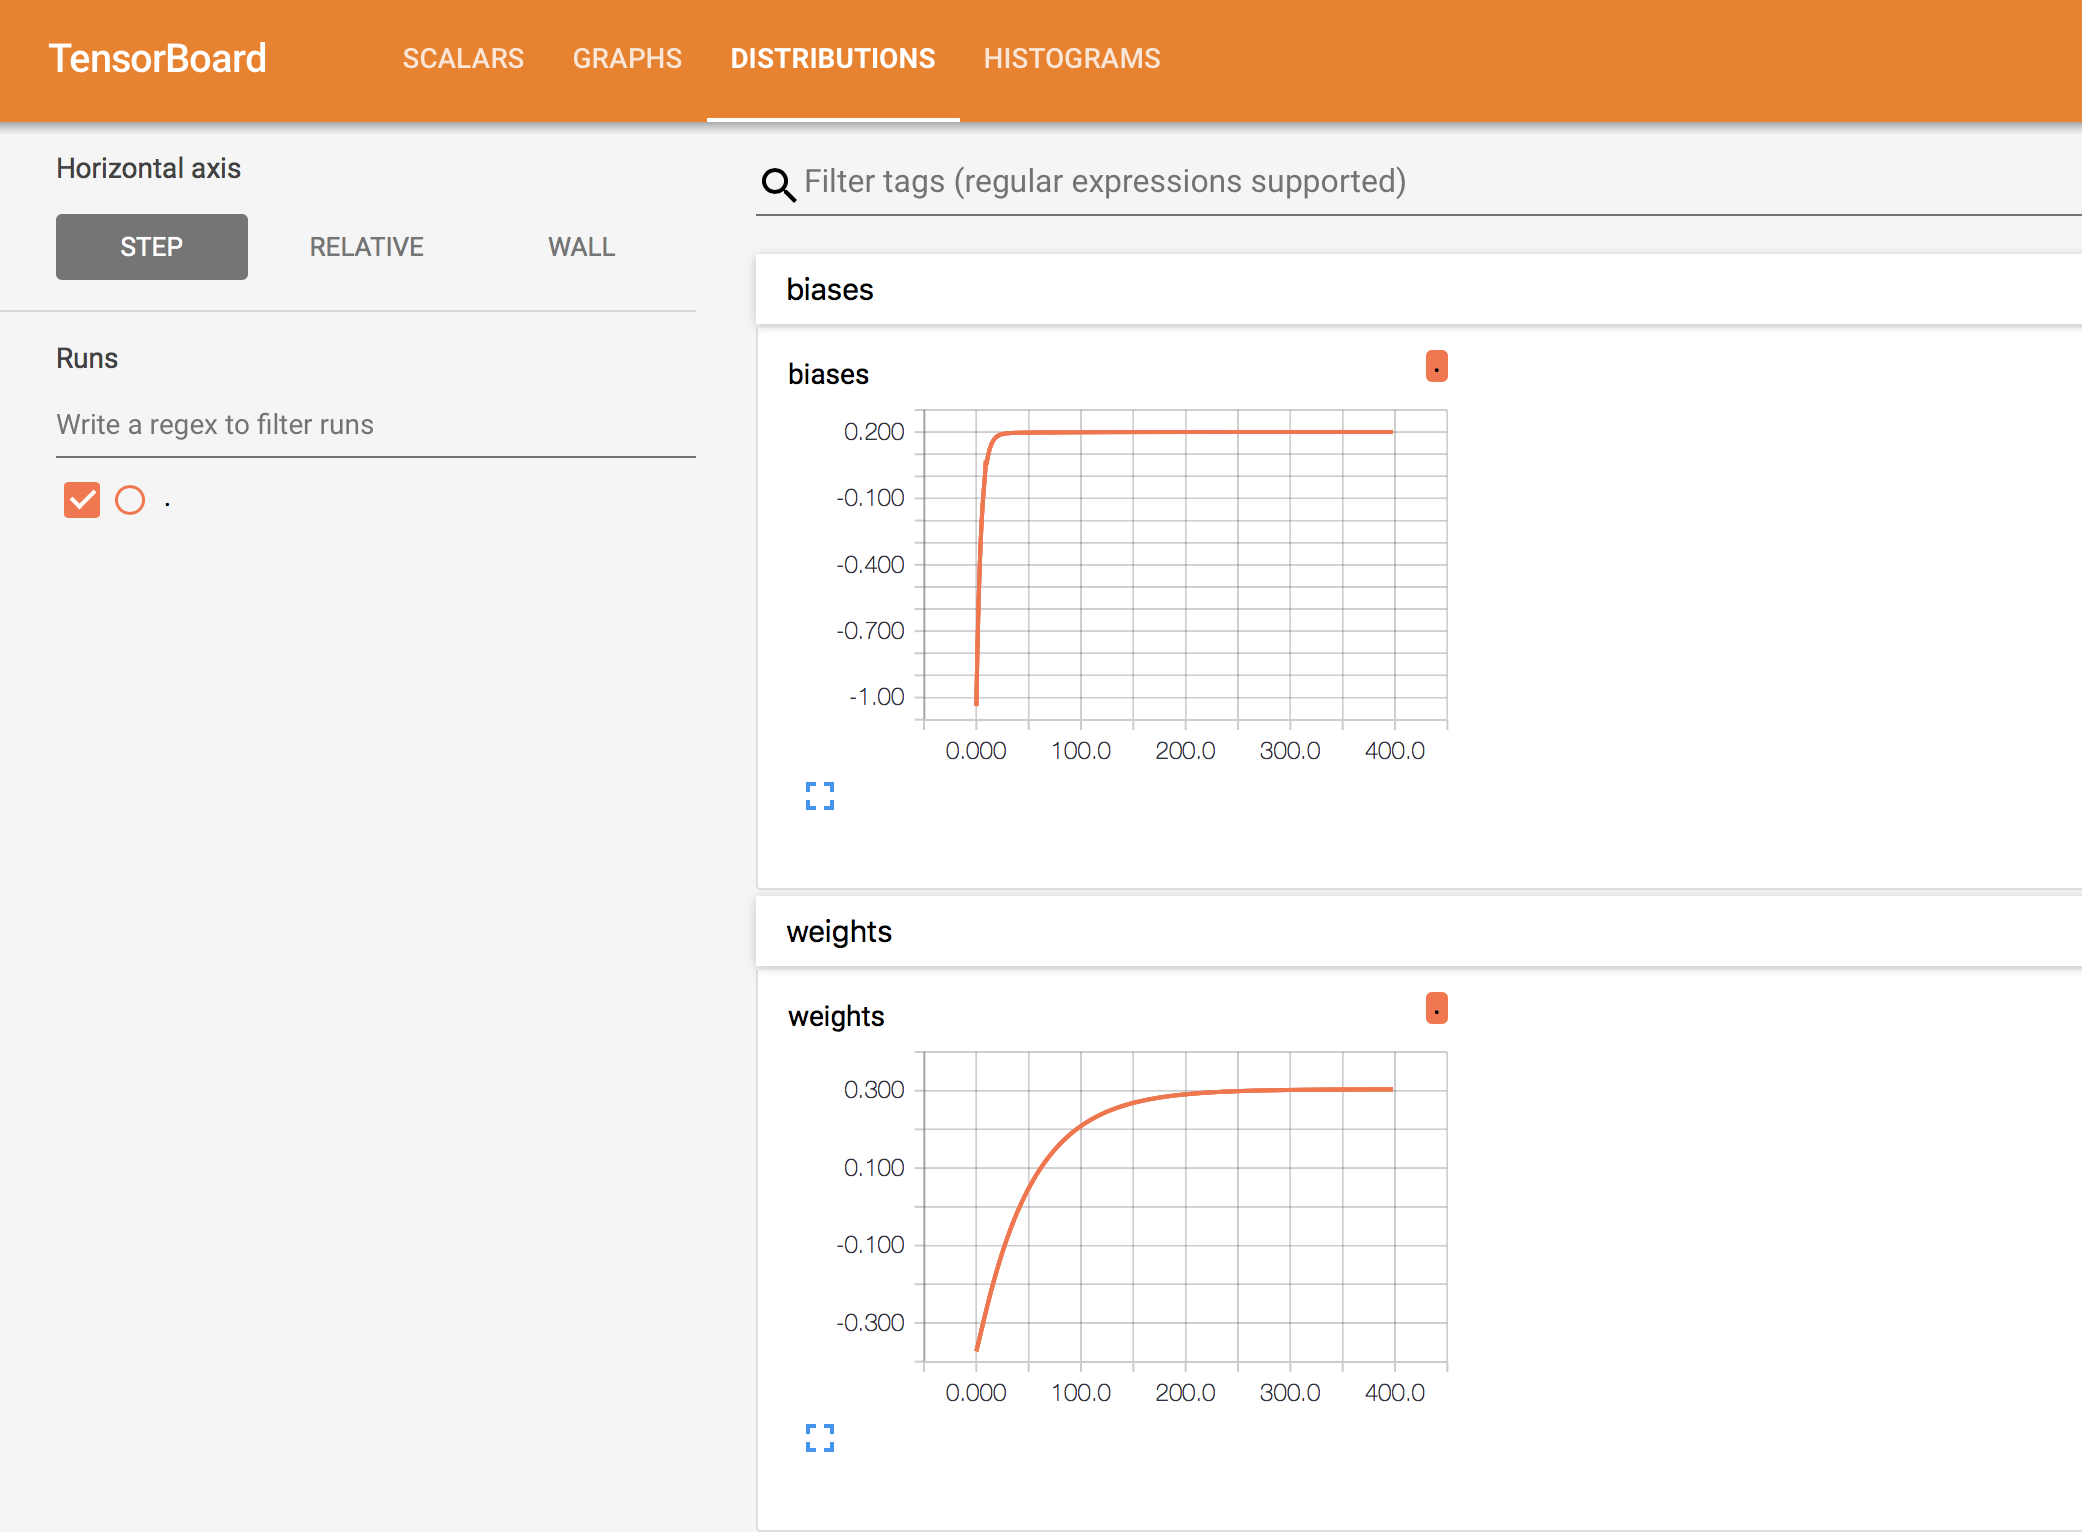 TensorBoard SCALARS GRAPHS DISTRIBUTIONS HISTOGRAMS
Horizontal axis
STEP RELATIVE WALL
Runs
Write a regex to filter runs
.
Filter tags (regular expressions supported)
biases
biases
.
0.200
-0.100
-0.400
-0.700
-1.00
0.000 100.0 200.0 300.0 400.0
weights
weights
.
0.300
0.100
-0.100
-0.300
0.000 100.0 200.0 300.0 400.0